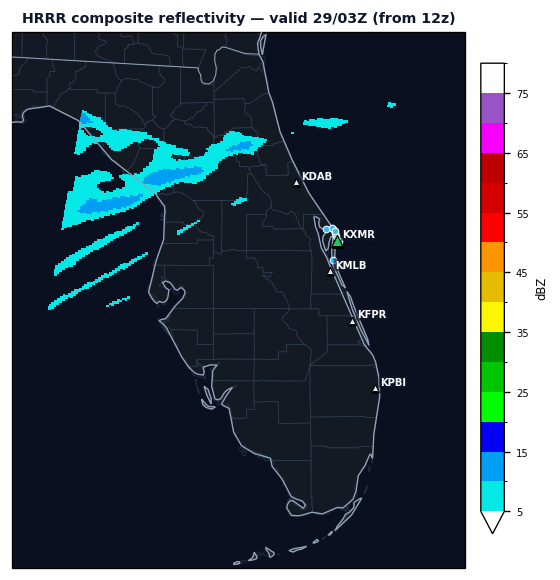 HRRR composite reflectivity — valid 29/03Z (from 12z)
KDAB
KXMR
KMLB
KFPR
KPBI
75
65
55
45
35
25
15
5
dBZ